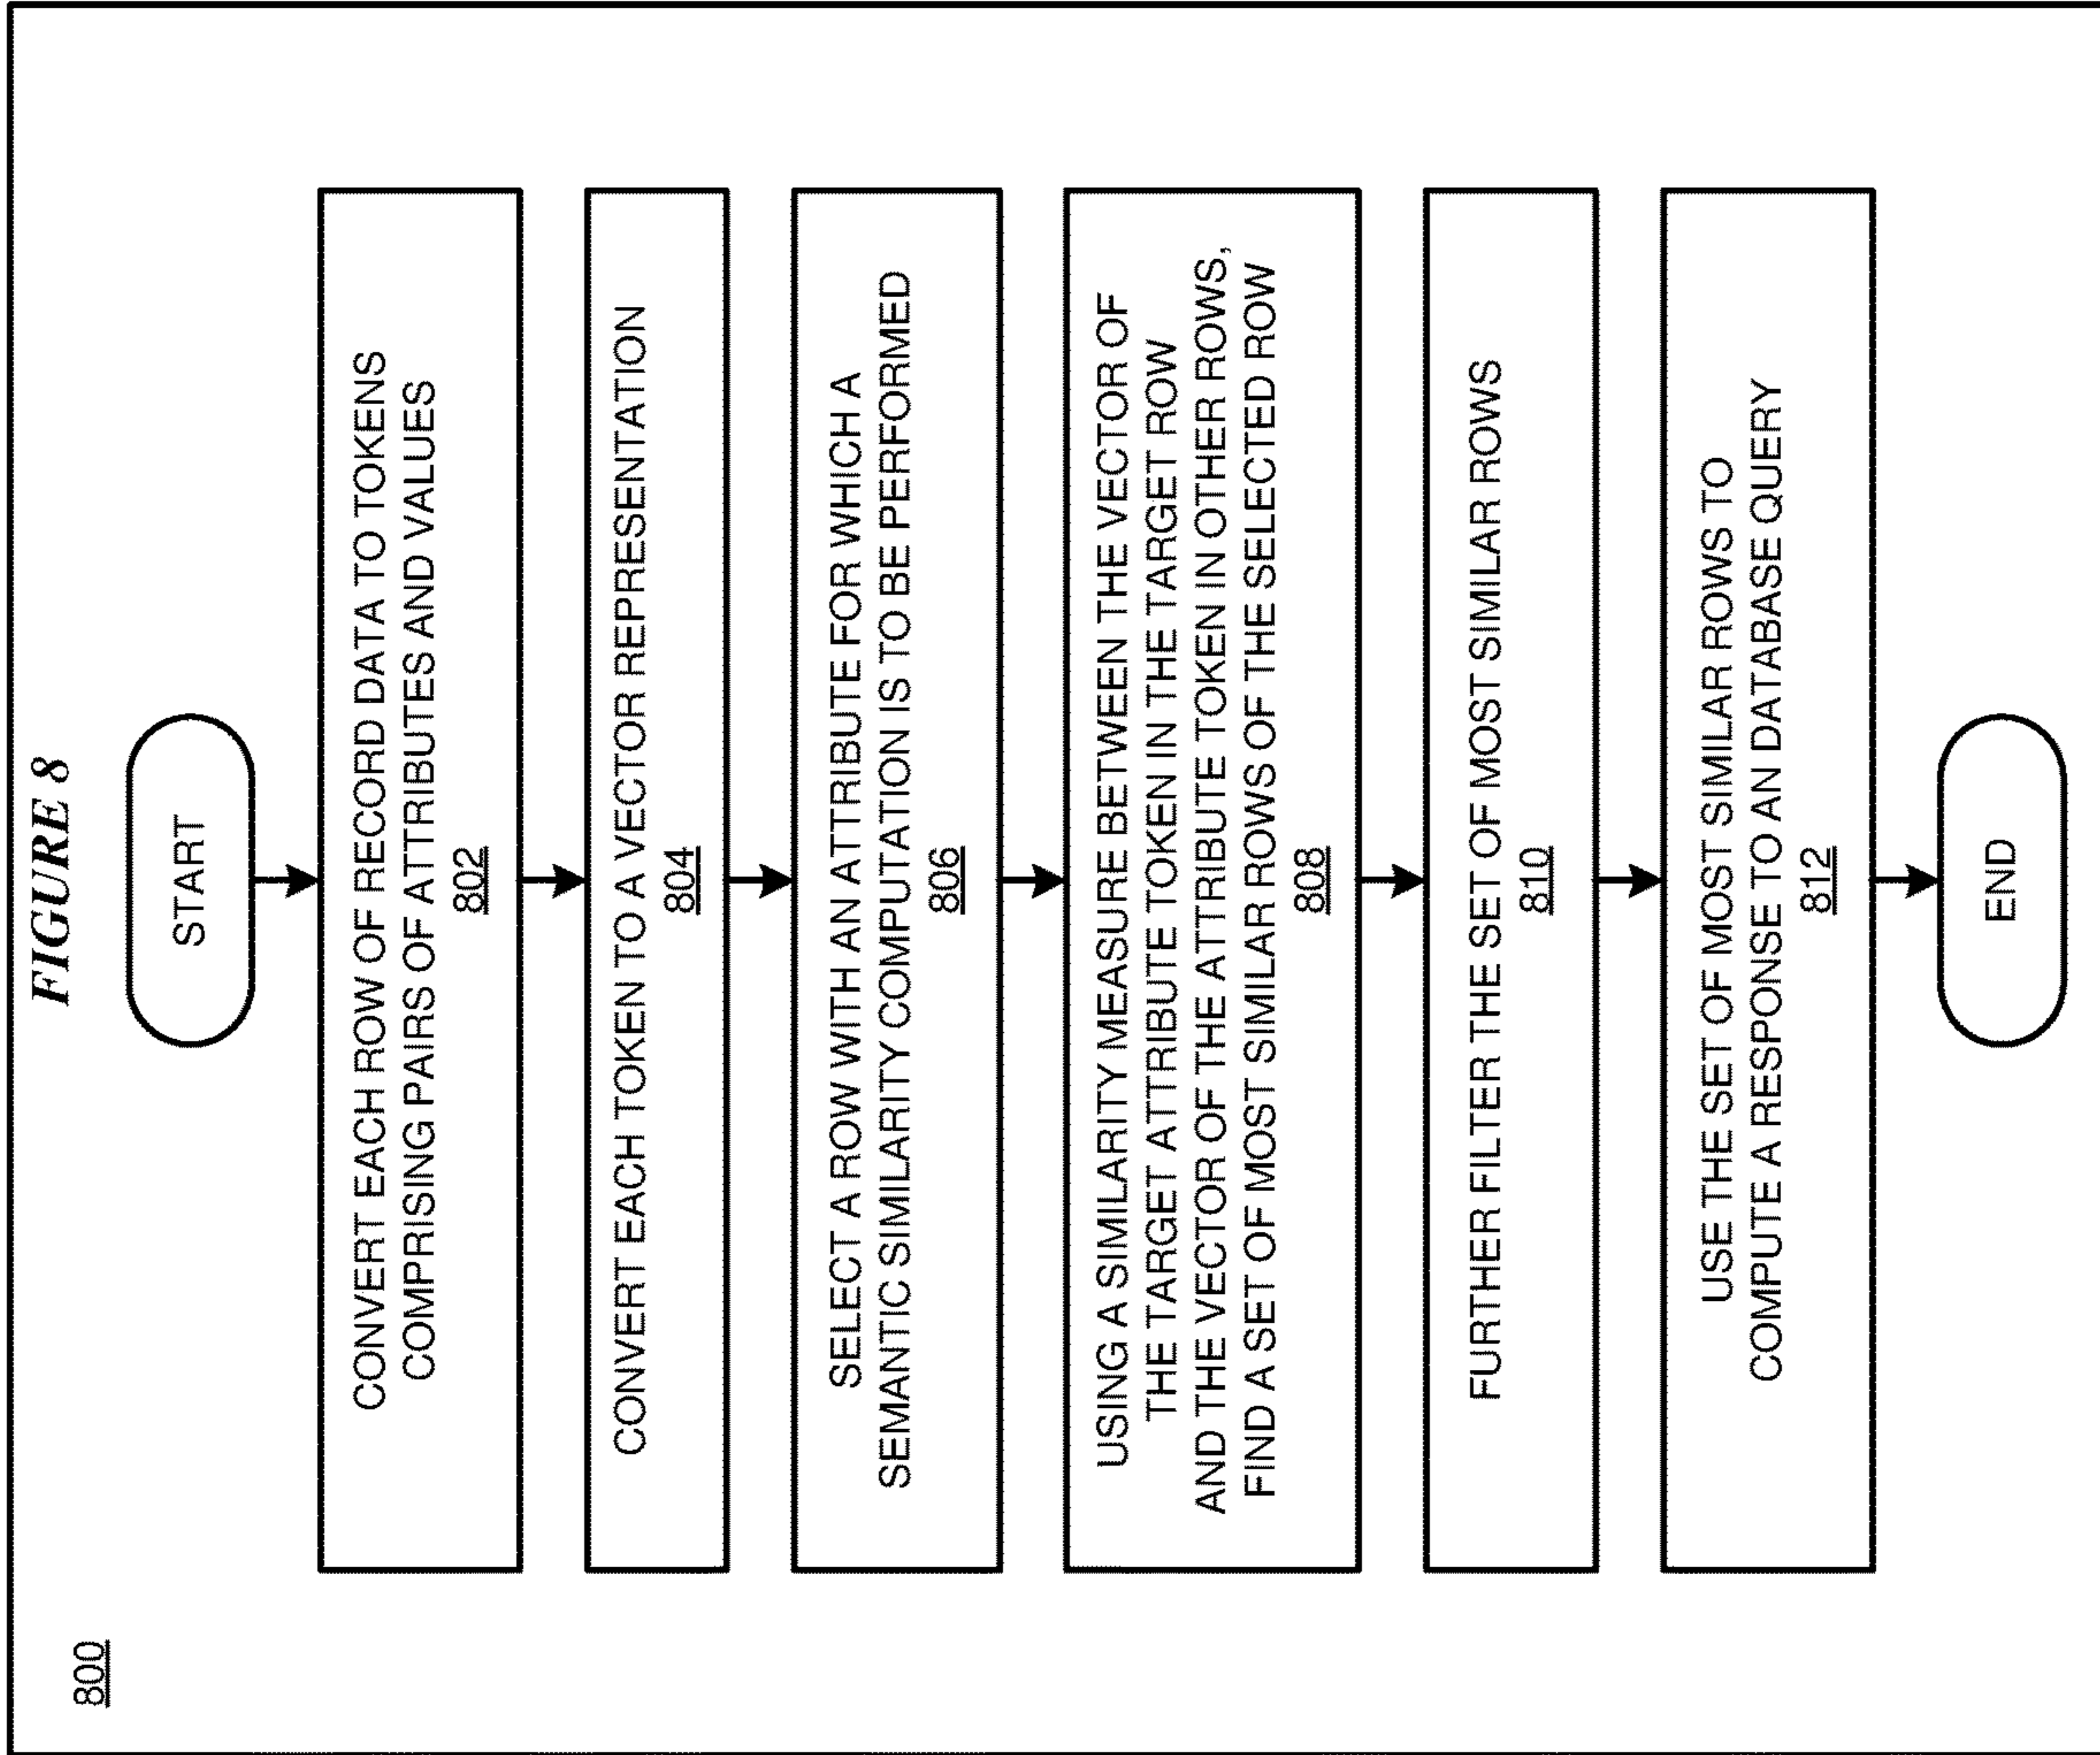 FIGURE 8
800
START
CONVERT EACH ROW OF RECORD DATA TO TOKENS
COMPRISING PAIRS OF ATTRIBUTES AND VALUES
802
CONVERT EACH TOKEN TO A VECTOR REPRESENTATION
804
SELECT A ROW WITH AN ATTRIBUTE FOR WHICH A
SEMANTIC SIMILARITY COMPUTATION IS TO BE PERFORMED
806
USING A SIMILARITY MEASURE BETWEEN THE VECTOR OF
THE TARGET ATTRIBUTE TOKEN IN THE TARGET ROW
AND THE VECTOR OF THE ATTRIBUTE TOKEN IN OTHER ROWS,
FIND A SET OF MOST SIMILAR ROWS OF THE SELECTED ROW
808
FURTHER FILTER THE SET OF MOST SIMILAR ROWS
810
USE THE SET OF MOST SIMILAR ROWS TO
COMPUTE A RESPONSE TO AN DATABASE QUERY
812
END